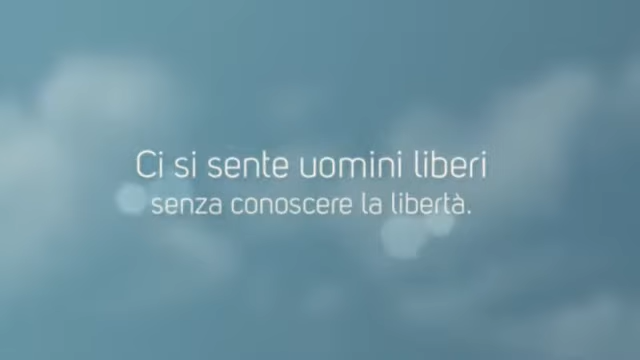 Ci si sente uomini liberi
senza conoscere la libertà.